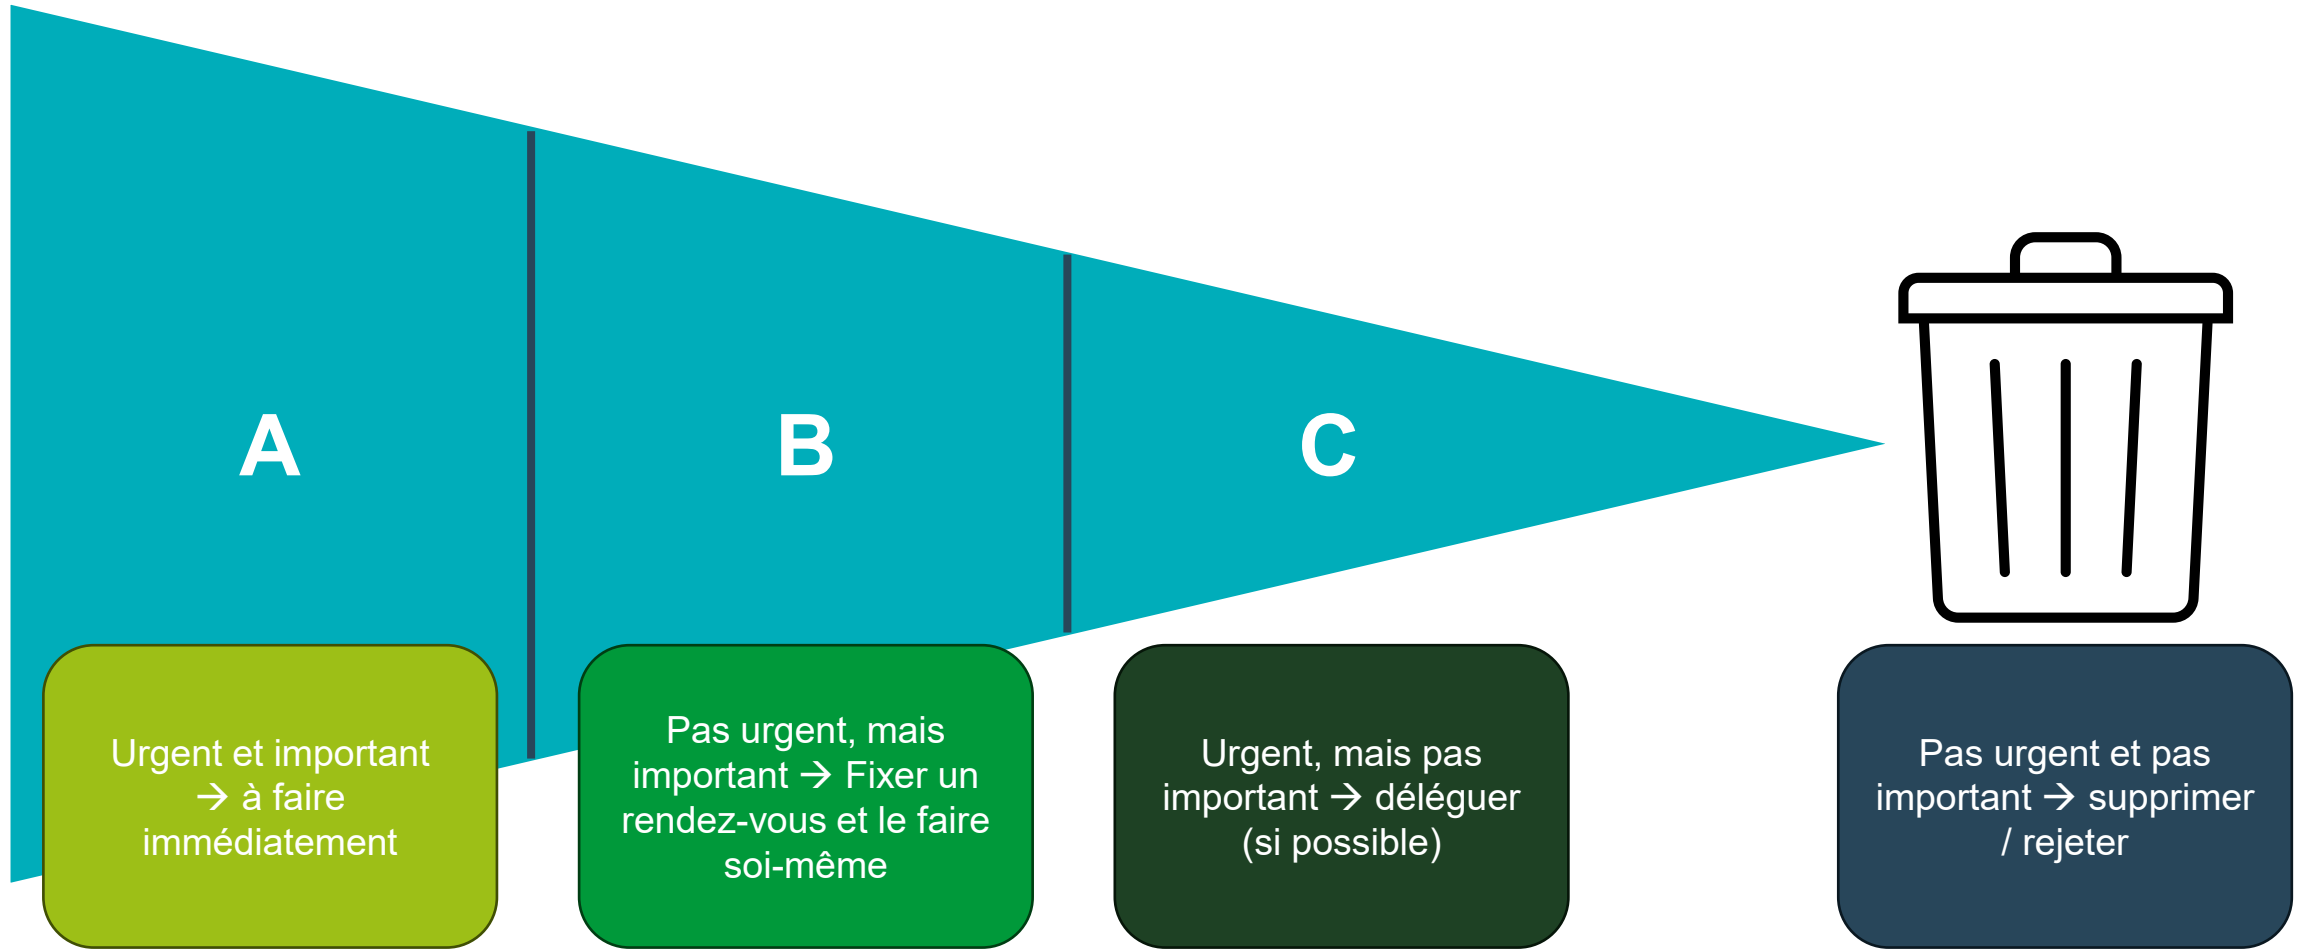 A
B
C
Urgent et important
→ à faire
immédiatement
Pas urgent, mais
important → Fixer un
rendez-vous et le faire
soi-même
Urgent, mais pas
important → déléguer
(si possible)
Pas urgent et pas
important → supprimer
/ rejeter